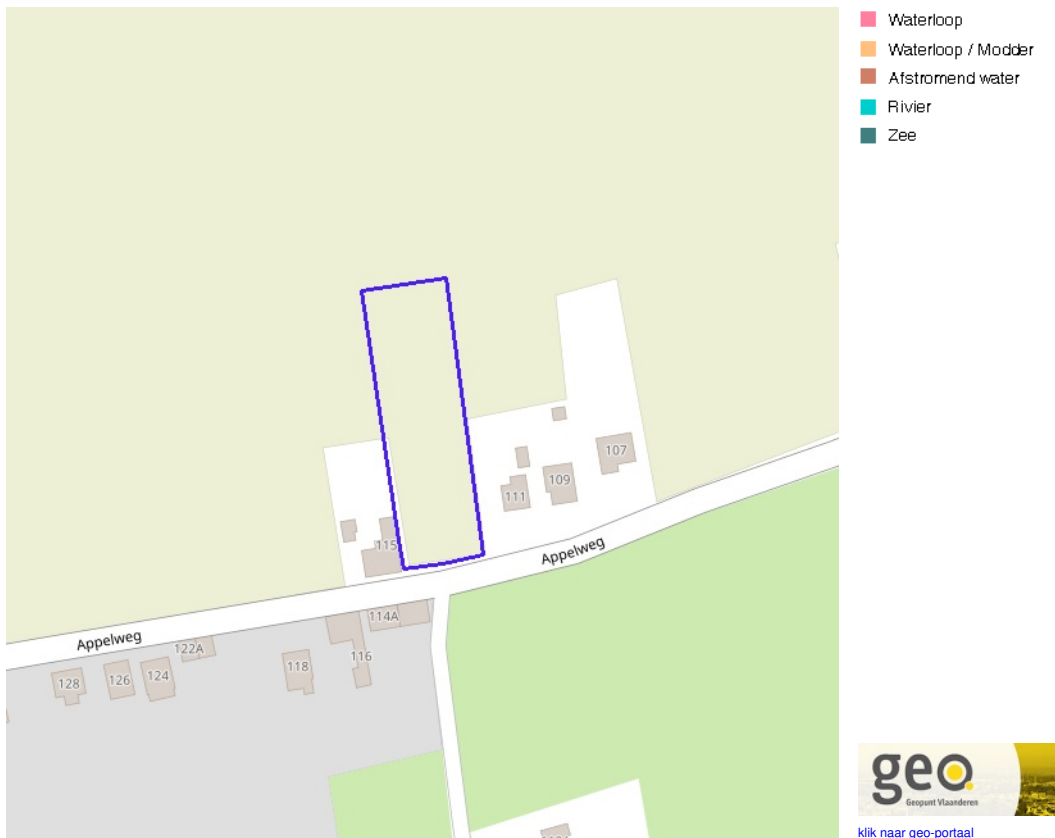 Waterloop
Waterloop / Modder
Afstromend water
Rivier
Zee
107
109
111
115
Appelweg
Appelweg
114A
122A
116
118
124
126
128
geo.
Geopunt Vlaanderen
klik naar geo-portaal